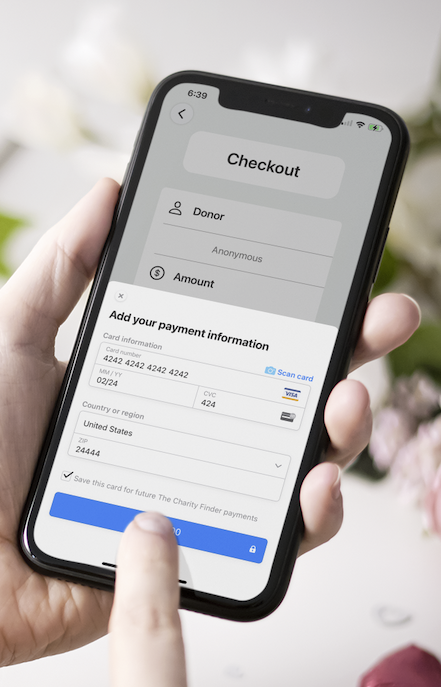 6:39
Checkout
Donor
Anonymous
Amount
Add your payment information
Card information
Scan card
Card number
4242 4242 4242 4242
VISA
MM / YY
02/24
CVC
424
Country or region
United States
ZIP
24444
Save this card for future The Charity Finder payments